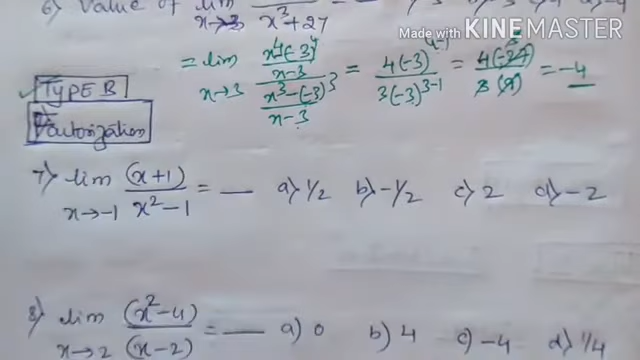 Made with KINEMASTER
6) Value of lim x→3 x³+27
= lim x→3 (x⁴-(-3)⁴)/(x-3) / (x³-(-3)³)/(x-3) = 4(-3)⁴⁻¹/3(-3)³⁻¹ = 4(-27)/3(9) = -4
TYPE B
Factorization
7) lim x→-1 (x+1)/x²-1 = __ a) 1/2 b) -1/2 c) 2 d) -2
8) lim x→2 (x²-4)/(x-2) = __ a) 0 b) 4 c) -4 d) 1/4